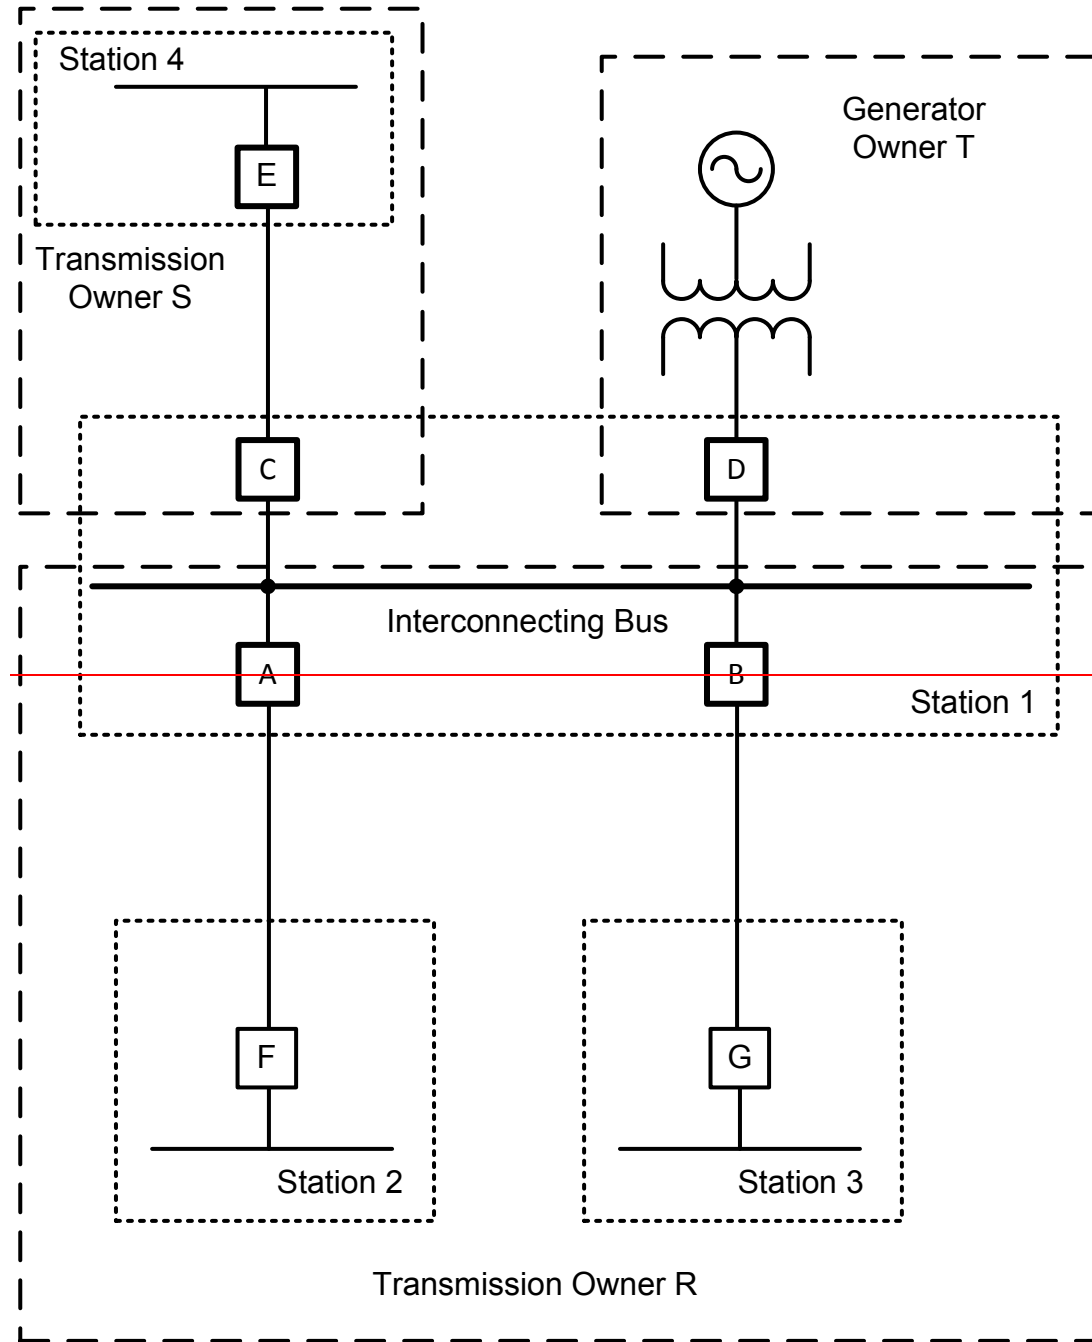 Station 4
E
Transmission
Owner S
Generator
Owner T
C
D
Interconnecting Bus
A
B
Station 1
F
G
Station 2
Station 3
Transmission Owner R